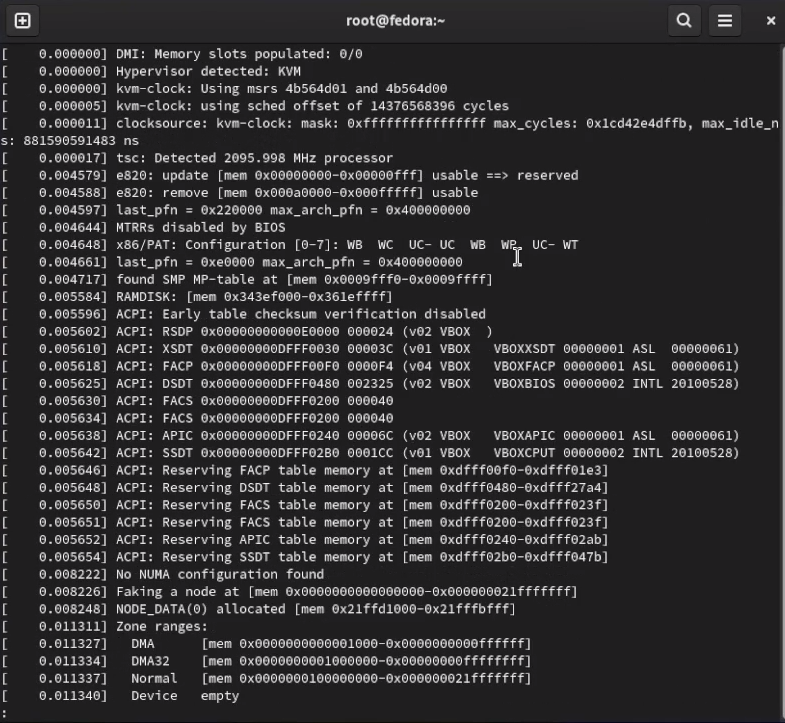 root@fedora:~
[    0.000000] DMI: Memory slots populated: 0/0
[    0.000000] Hypervisor detected: KVM
[    0.000000] kvm-clock: Using msrs 4b564d01 and 4b564d00
[    0.000005] kvm-clock: using sched offset of 14376568396 cycles
[    0.000011] clocksource: kvm-clock: mask: 0xffffffffffffffff max_cycles: 0x1cd42e4dffb, max_idle_n
s: 881590591483 ns
[    0.000017] tsc: Detected 2095.998 MHz processor
[    0.004579] e820: update [mem 0x00000000-0x00000fff] usable ==> reserved
[    0.004588] e820: remove [mem 0x000a0000-0x000fffff] usable
[    0.004597] last_pfn = 0x220000 max_arch_pfn = 0x400000000
[    0.004644] MTRRs disabled by BIOS
[    0.004648] x86/PAT: Configuration [0-7]: WB  WC  UC- UC  WB  WP  UC- WT
[    0.004661] last_pfn = 0xe0000 max_arch_pfn = 0x400000000
[    0.004717] found SMP MP-table at [mem 0x0009fff0-0x0009ffff]
[    0.005584] RAMDISK: [mem 0x343ef000-0x361effff]
[    0.005596] ACPI: Early table checksum verification disabled
[    0.005602] ACPI: RSDP 0x00000000000E0000 000024 (v02 VBOX  )
[    0.005610] ACPI: XSDT 0x00000000DFFF0030 00003C (v01 VBOX   VBOXXSDT 00000001 ASL  00000061)
[    0.005618] ACPI: FACP 0x00000000DFFF00F0 0000F4 (v04 VBOX   VBOXFACP 00000001 ASL  00000061)
[    0.005625] ACPI: DSDT 0x00000000DFFF0480 002325 (v02 VBOX   VBOXBIOS 00000002 INTL 20100528)
[    0.005630] ACPI: FACS 0x00000000DFFF0200 000040
[    0.005634] ACPI: FACS 0x00000000DFFF0200 000040
[    0.005638] ACPI: APIC 0x00000000DFFF0240 00006C (v02 VBOX   VBOXAPIC 00000001 ASL  00000061)
[    0.005642] ACPI: SSDT 0x00000000DFFF02B0 0001CC (v01 VBOX   VBOXCPUT 00000002 INTL 20100528)
[    0.005646] ACPI: Reserving FACP table memory at [mem 0xdfff00f0-0xdfff01e3]
[    0.005648] ACPI: Reserving DSDT table memory at [mem 0xdfff0480-0xdfff27a4]
[    0.005650] ACPI: Reserving FACS table memory at [mem 0xdfff0200-0xdfff023f]
[    0.005651] ACPI: Reserving FACS table memory at [mem 0xdfff0200-0xdfff023f]
[    0.005652] ACPI: Reserving APIC table memory at [mem 0xdfff0240-0xdfff02ab]
[    0.005654] ACPI: Reserving SSDT table memory at [mem 0xdfff02b0-0xdfff047b]
[    0.008222] No NUMA configuration found
[    0.008226] Faking a node at [mem 0x0000000000000000-0x000000021fffffff]
[    0.008248] NODE_DATA(0) allocated [mem 0x21ffd1000-0x21fffbfff]
[    0.011311] Zone ranges:
[    0.011327]   DMA      [mem 0x0000000000001000-0x0000000000ffffff]
[    0.011334]   DMA32    [mem 0x0000000001000000-0x00000000ffffffff]
[    0.011337]   Normal   [mem 0x0000000100000000-0x000000021fffffff]
[    0.011340]   Device   empty
: